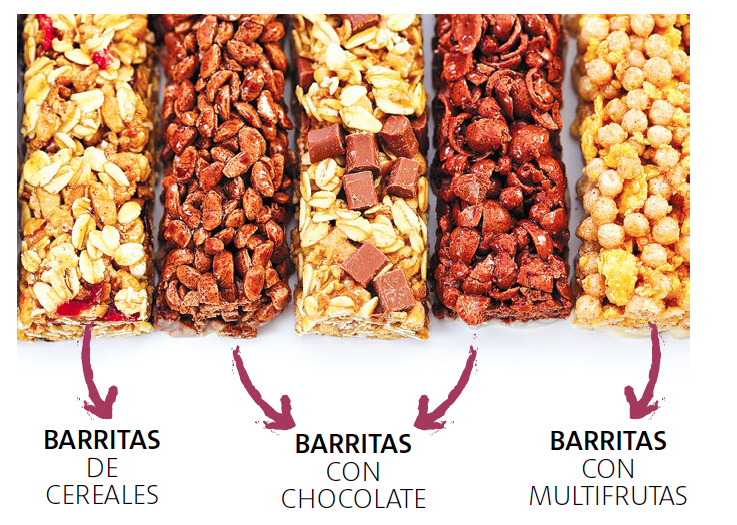 BARRITAS
DE
CEREALES
BARRITAS
CON
CHOCOLATE
BARRITAS
CON
MULTIFRUTAS